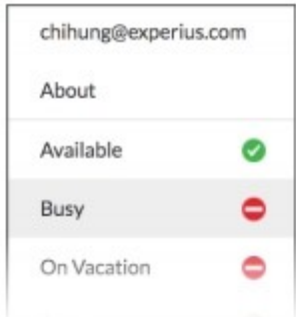 chihung@experius.com
About
Available
Busy
On Vacation